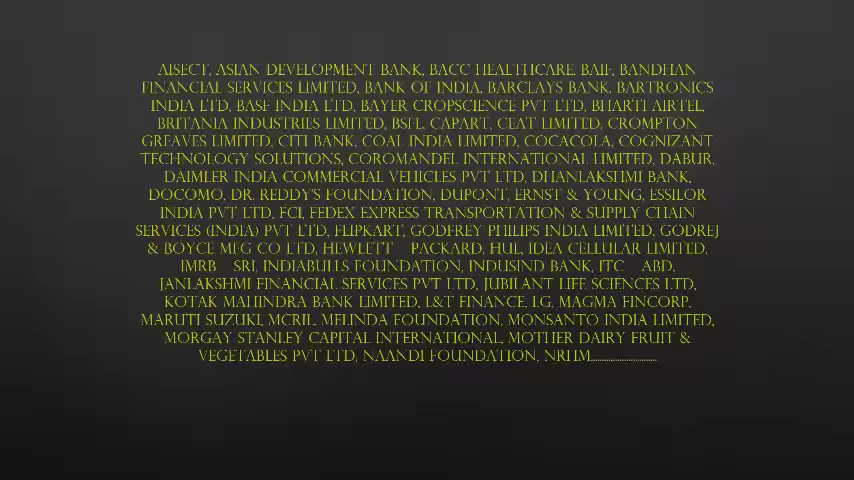 AISECT, ASIAN DEVELOPMENT BANK, BACC HEALTHCARE, BAIF, BANDHAN
FINANCIAL SERVICES LIMITED, BANK OF INDIA, BARCLAYS BANK, BARTRONICS
INDIA LTD, BASF INDIA LTD, BAYER CROPSCIENCE PVT LTD, BHARTI AIRTEL,
BRITANIA INDUSTRIES LIMITED, BSFL, CAPART, CEAT LIMITED, CROMPTON
GREAVES LIMITED, CITI BANK, COAL INDIA LIMITED, COCACOLA, COGNIZANT
TECHNOLOGY SOLUTIONS, COROMANDEL INTERNATIONAL LIMITED, DABUR,
DAIMLER INDIA COMMERCIAL VEHICLES PVT LTD, DHANLAKSHMI BANK,
DOCOMO, DR. REDDY'S FOUNDATION, DUPONT, ERNST & YOUNG, ESSILOR
INDIA PVT LTD, FCI, FEDEX EXPRESS TRANSPORTATION & SUPPLY CHAIN
SERVICES (INDIA) PVT LTD, FLIPKART, GODFREY PHILIPS INDIA LIMITED, GODREJ
& BOYCE MFG CO LTD, HEWLETT PACKARD, HUL, IDEA CELLULAR LIMITED,
IMRB SRI, INDIABULLS FOUNDATION, INDUSIND BANK, ITC ABD,
JANLAKSHMI FINANCIAL SERVICES PVT LTD, JUBILANT LIFE SCIENCES LTD,
KOTAK MAHINDRA BANK LIMITED, L&T FINANCE, LG, MAGMA FINCORP,
MARUTI SUZUKI, MCRIL, MELINDA FOUNDATION, MONSANTO INDIA LIMITED,
MORGAY STANLEY CAPITAL INTERNATIONAL, MOTHER DAIRY FRUIT &
VEGETABLES PVT LTD, NAANDI FOUNDATION, NRHM..............................